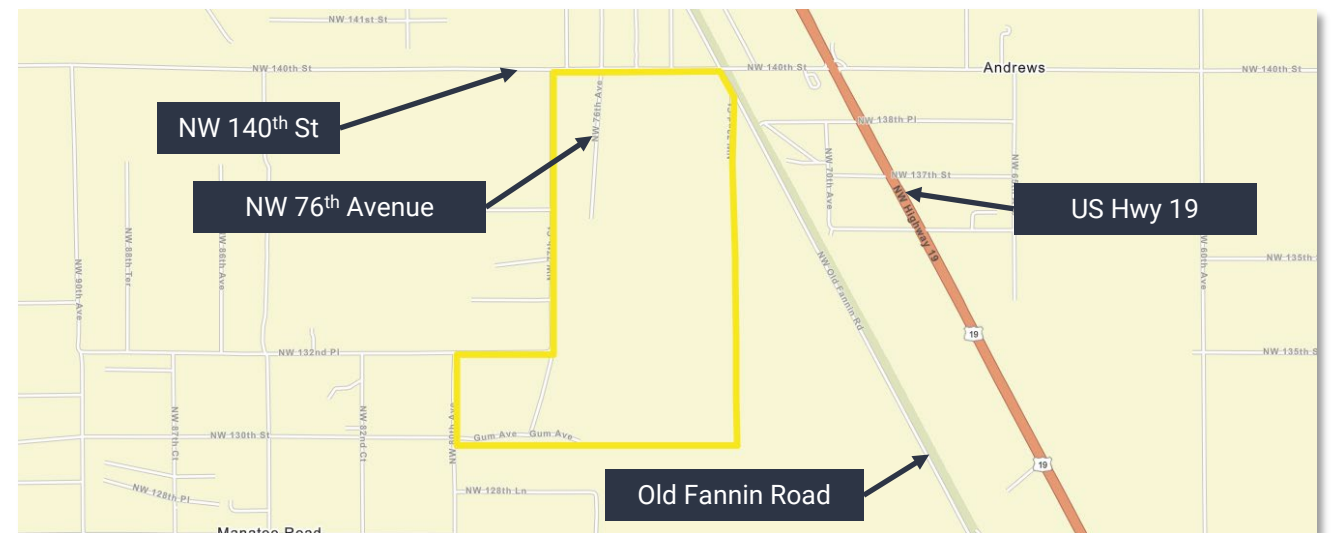 NW 141st St
NW 140th St
NW 140th St
Andrews
NW 140th St
NW 140th St
NW 76th Ave
NW 138th Pl
NW 76th Avenue
NW 70th Ave
NW 137th St
US Hwy 19
NW Highway 19
NW 88th Ter
NW 86th Ave
NW 90th Ave
NW Old Fannin Rd
NW 60th Ave
NW 135th
19
NW 132nd Pl
NW 135th S
NW 87th Ct
NW 82nd Ct
NW 80th Ave
NW 130th St
Gum Ave
Gum Ave
19
NW 128th Pl
NW 128th Ln
Old Fannin Road
Manatee Road